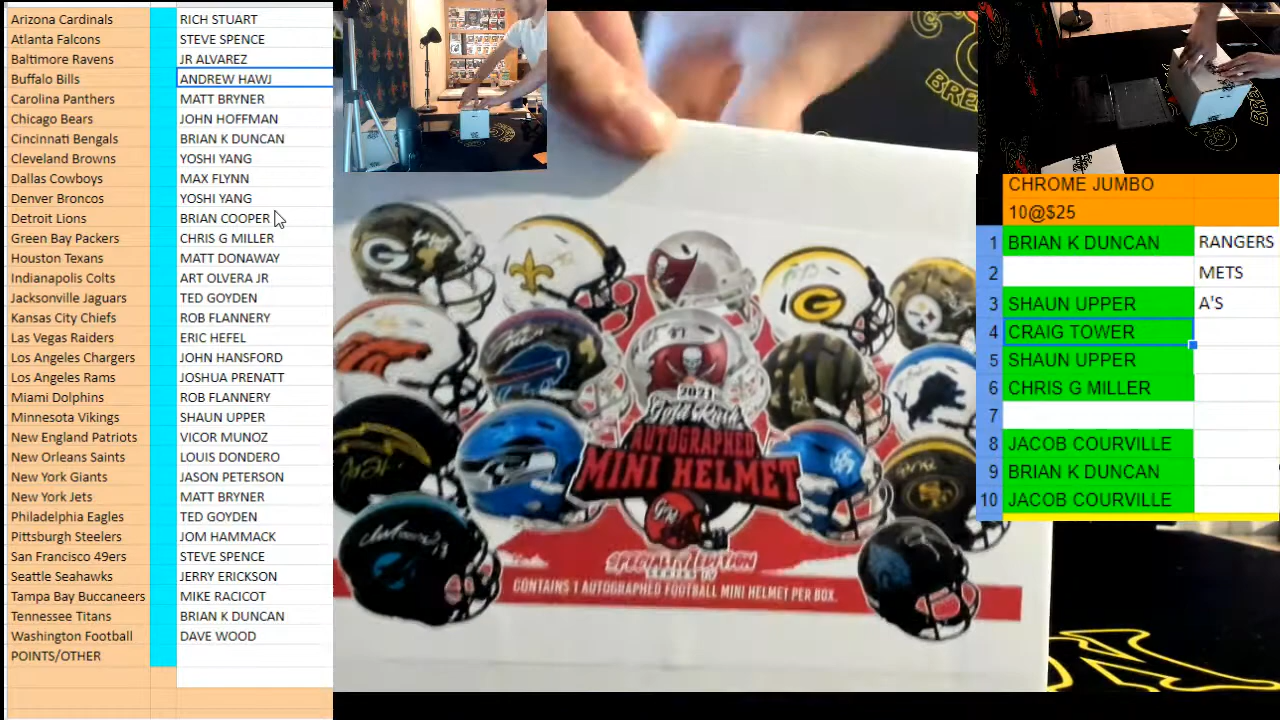 Arizona Cardinals RICH STUART
Atlanta Falcons STEVE SPENCE
Baltimore Ravens JR ALVAREZ
Buffalo Bills ANDREW HAWJ
Carolina Panthers MATT BRYNER
Chicago Bears JOHN HOFFMAN
Cincinnati Bengals BRIAN K DUNCAN
Cleveland Browns YOSHI YANG
Dallas Cowboys MAX FLYNN
Denver Broncos YOSHI YANG
Detroit Lions BRIAN COOPER
Green Bay Packers CHRIS G MILLER
Houston Texans MATT DONAWAY
Indianapolis Colts ART OLVERA JR
Jacksonville Jaguars TED GOYDEN
Kansas City Chiefs ROB FLANNERY
Las Vegas Raiders ERIC HEFEL
Los Angeles Chargers JOHN HANSFORD
Los Angeles Rams JOSHUA PRENATT
Miami Dolphins ROB FLANNERY
Minnesota Vikings SHAUN UPPER
New England Patriots VICOR MUNOZ
New Orleans Saints LOUIS DONDERO
New York Giants JASON PETERSON
New York Jets MATT BRYNER
Philadelphia Eagles TED GOYDEN
Pittsburgh Steelers JOM HAMMACK
San Francisco 49ers STEVE SPENCE
Seattle Seahawks JERRY ERICKSON
Tampa Bay Buccaneers MIKE RACICOT
Tennessee Titans BRIAN K DUNCAN
Washington Football DAVE WOOD
POINTS/OTHER
2021
Gold Rush
AUTOGRAPHED
MINI HELMET
SPECIALTY EDITION
CONTAINS 1 AUTOGRAPHED FOOTBALL MINI HELMET PER BOX.
CHROME JUMBO
10@$25
1 BRIAN K DUNCAN RANGERS
2 METS
3 SHAUN UPPER A'S
4 CRAIG TOWER
5 SHAUN UPPER
6 CHRIS G MILLER
7
8 JACOB COURVILLE
9 BRIAN K DUNCAN
10 JACOB COURVILLE